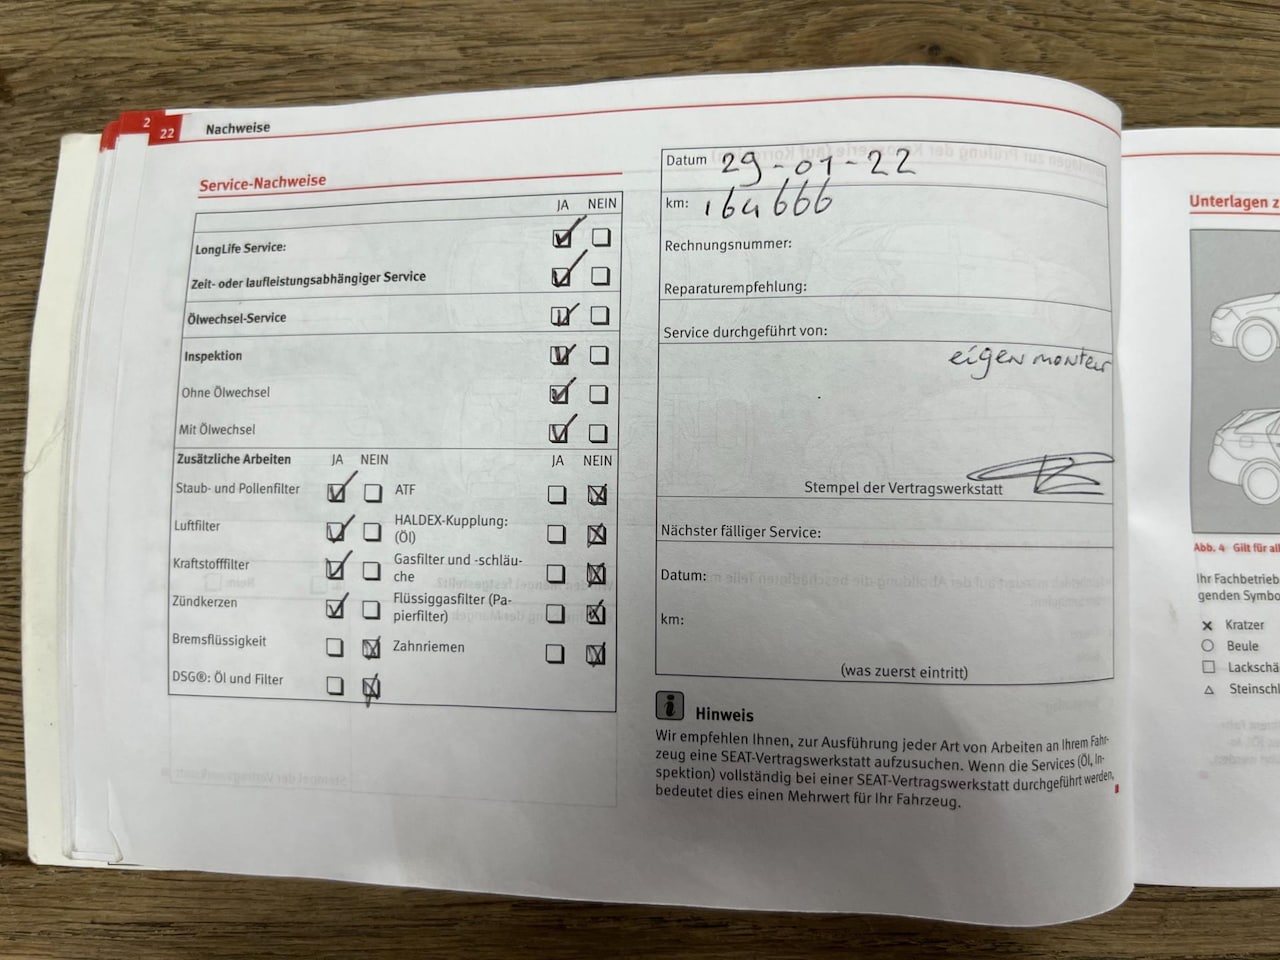 2
22 Nachweise
Service-Nachweise
JA NEIN
LongLife Service:
Zeit- oder laufleistungsabhängiger Service
Ölwechsel-Service
Inspektion
Ohne Ölwechsel
Mit Ölwechsel
Zusätzliche Arbeiten JA NEIN JA NEIN
Staub- und Pollenfilter ATF
Luftfilter HALDEX-Kupplung:
(Öl)
Kraftstofffilter Gasfilter und -schläu-
che
Zündkerzen Flüssiggasfilter (Pa-
pierfilter)
Bremsflüssigkeit Zahnriemen
DSG®: Öl und Filter
Datum 29-01-22
km: 164666
Rechnungsnummer:
Reparaturempfehlung:
Service durchgeführt von:
eigen monteur
Stempel der Vertragswerkstatt
Nächster fälliger Service:
Datum:
km:
(was zuerst eintritt)
Hinweis
Wir empfehlen Ihnen, zur Ausführung jeder Art von Arbeiten an Ihrem Fahr-
zeug eine SEAT-Vertragswerkstatt aufzusuchen. Wenn die Services (Öl, In-
spektion) vollständig bei einer SEAT-Vertragswerkstatt durchgeführt werden,
bedeutet dies einen Mehrwert für Ihr Fahrzeug.
Unterlagen z
Abb. 4 Gilt für all
Ihr Fachbetrieb
genden Symbo
Kratzer
Beule
Lackschä
Steinschl